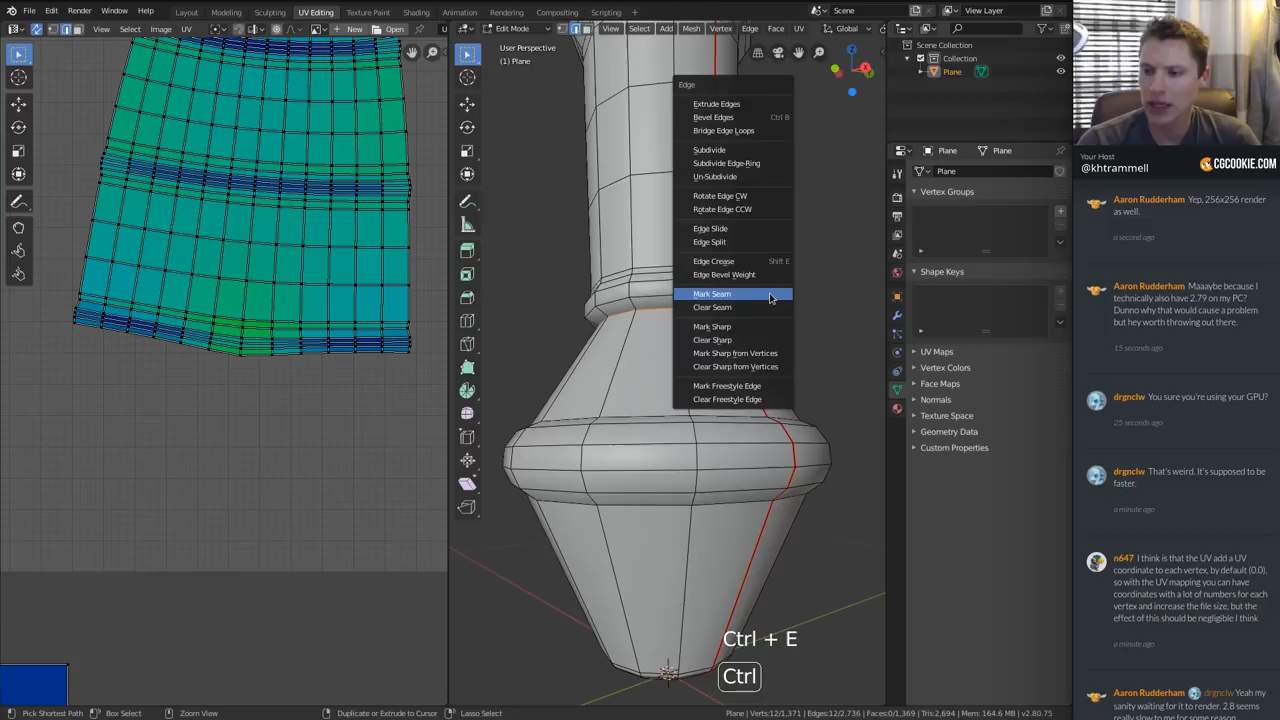 File Edit Render Window Help
Layout Modeling Sculpting UV Editing Texture Paint Shading Animation Rendering Compositing Scripting +
Scene
View Layer
View Select Image UV
New
Open
Edit Mode
View Select Add Mesh Vertex Edge Face UV
Global
User Perspective
(1) Plane
Edge
Extrude Edges
Bevel Edges Ctrl B
Bridge Edge Loops
Subdivide
Subdivide Edge-Ring
Un-Subdivide
Rotate Edge CW
Rotate Edge CCW
Edge Slide
Edge Split
Edge Crease Shift E
Edge Bevel Weight
Mark Seam
Clear Seam
Mark Sharp
Clear Sharp
Mark Sharp from Vertices
Clear Sharp from Vertices
Mark Freestyle Edge
Clear Freestyle Edge
Ctrl + E
Ctrl
Scene Collection
Collection
Plane
Plane
Plane
Plane
Vertex Groups
Shape Keys
UV Maps
Vertex Colors
Face Maps
Normals
Texture Space
Geometry Data
Custom Properties
Your Host
@khtrammell
CGCOOKIE.COM
Aaron Rudderham Yep, 256x256 render
as well.
a second ago
Aaron Rudderham Maaaybe because I
technically also have 2.79 on my PC?
Dunno why that would cause a problem
but hey worth throwing out there.
15 seconds ago
drgnclw You sure you're using your GPU?
25 seconds ago
drgnclw That's weird. It's supposed to be
faster.
a minute ago
n647 I think is that the UV add a UV
coordinate to each vertex, by default (0.0),
so with the UV mapping you can have
coordinates with a lot of numbers for each
vertex and increase the file size, but the
effect of this should be negligible I think
a minute ago
Aaron Rudderham drgnclw Yeah my
sanity waiting for it to render. 2.8 seems
really slow to me for some reason
Pick Shortest Path Box Select Zoom View Duplicate or Extrude to Cursor Lasso Select
Plane | Verts:12/1,371 | Edges:12/2,736 | Faces:0/1,369 | Tris:2,694 | Mem: 164.6 MB | v2.80.75